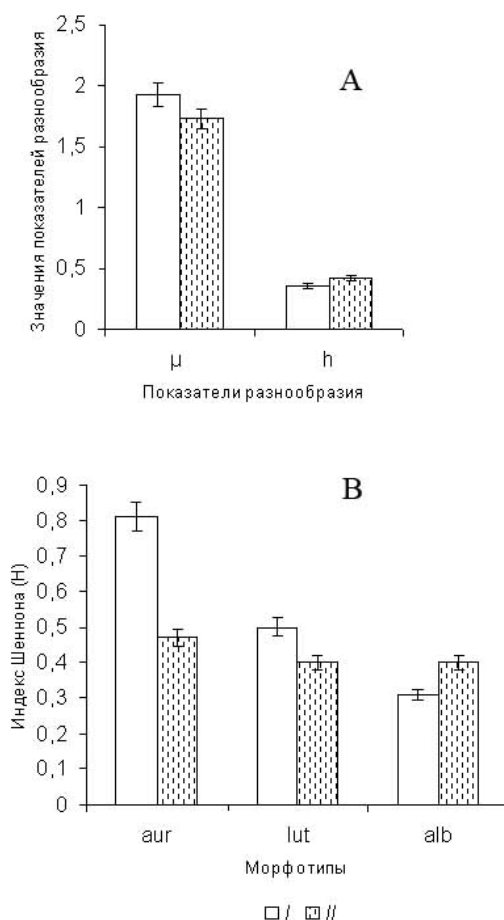 2,5
A
2
1,5
1
0,5
0
Значения показателей разнообразия
µ h
Показатели разнообразия
0,9
B
0,8
0,7
0,6
0,5
0,4
0,3
0,2
0,1
0
Индекс Шеннона (Н)
aur lut alb
Морфотипы
I II